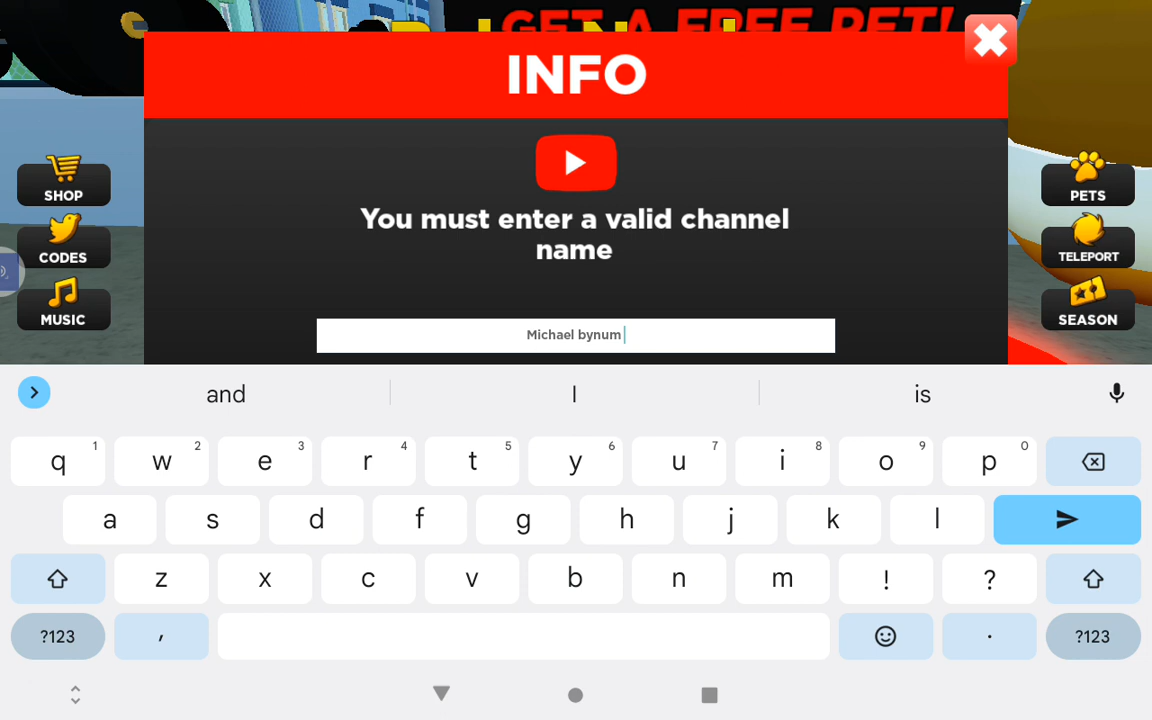 GET A FREE PET!
INFO
You must enter a valid channel
name
Michael bynum
SHOP
CODES
MUSIC
PETS
TELEPORT
SEASON
and I is
q 1 w 2 e 3 r 4 t 5 y 6 u 7 i 8 o 9 p 0
a s d f g h j k l
z x c v b n m ! ?
?123 , . ?123